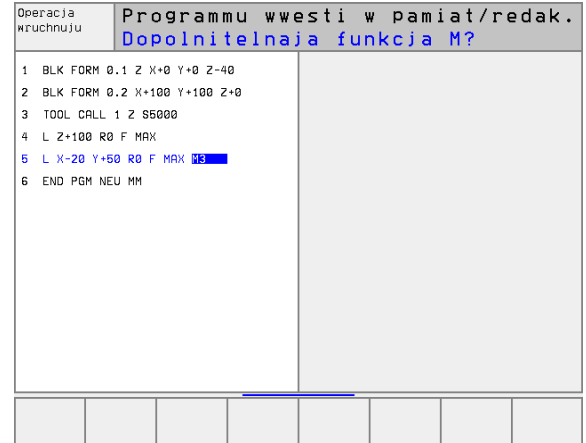 Operacja
wruchnuju
Programmu wwesti w pamiat/redak.
Dopolnitelnaja funkcja M?
1 BLK FORM 0.1 Z X+0 Y+0 Z-40
2 BLK FORM 0.2 X+100 Y+100 Z+0
3 TOOL CALL 1 Z S5000
4 L Z+100 R0 F MAX
5 L X-20 Y+50 R0 F MAX M3
6 END PGM NEU MM